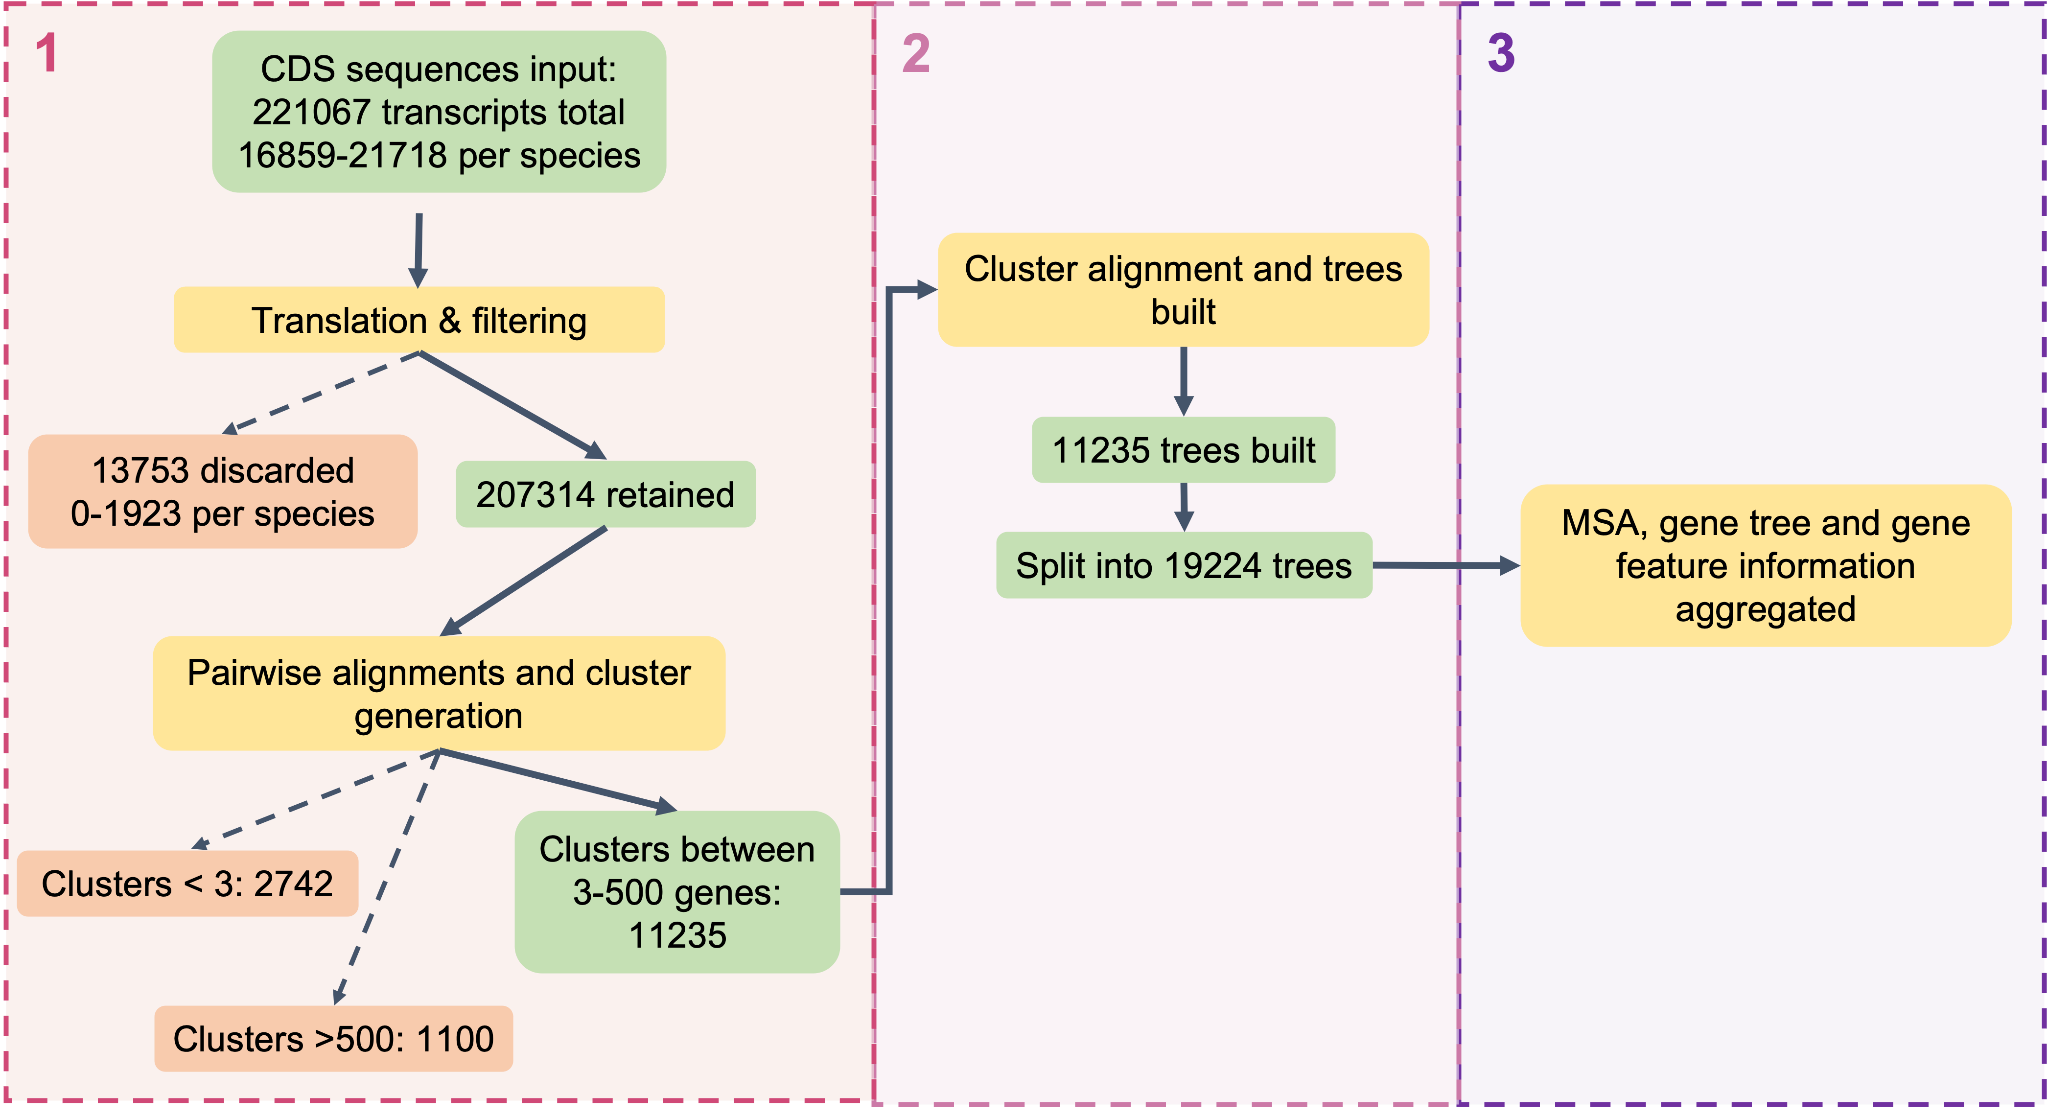 1
CDS sequences input:
221067 transcripts total
16859-21718 per species
Translation & filtering
13753 discarded
0-1923 per species
207314 retained
Pairwise alignments and cluster
generation
Clusters < 3: 2742
Clusters between
3-500 genes:
11235
Clusters >500: 1100
2
Cluster alignment and trees
built
11235 trees built
Split into 19224 trees
3
MSA, gene tree and gene
feature information
aggregated